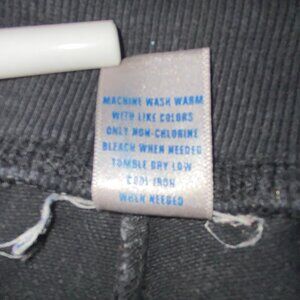 MACHINE WASH WARM
WITH LIKE COLORS
ONLY NON-CHLORINE
BLEACH WHEN NEEDED
TUMBLE DRY LOW
COOL IRON
WHEN NEEDED